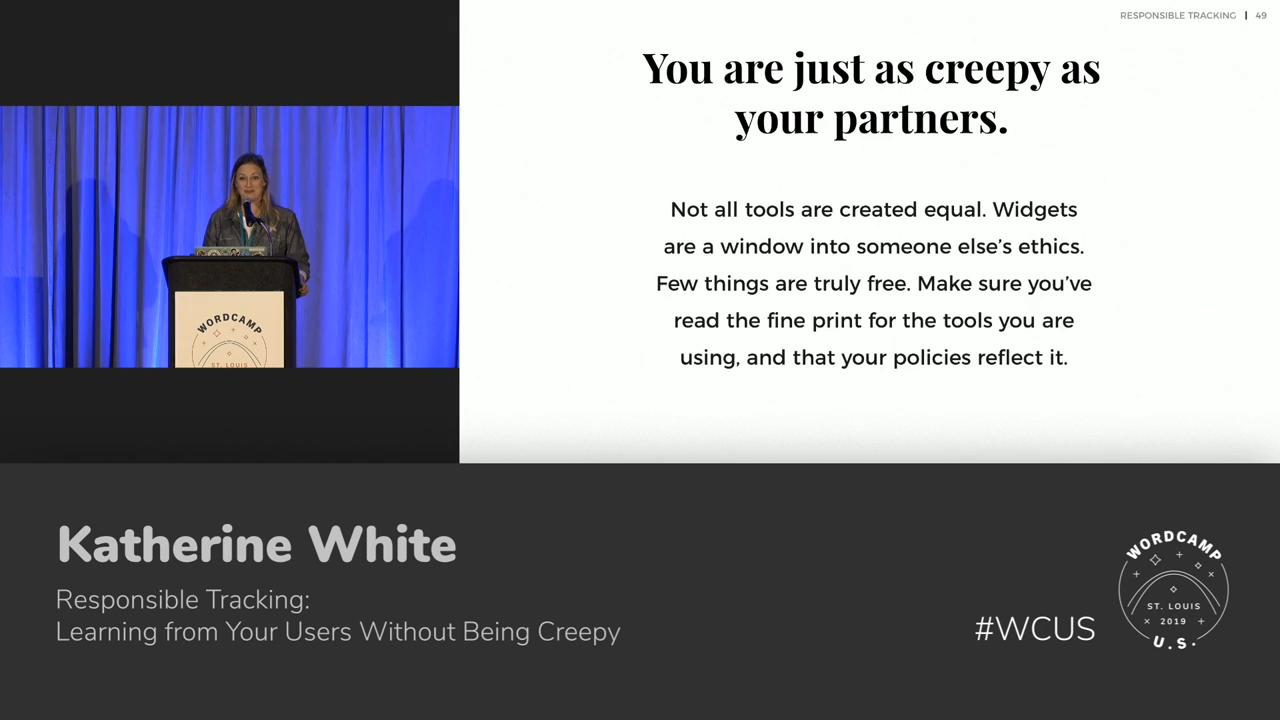 RESPONSIBLE TRACKING | 49
You are just as creepy as
your partners.
Not all tools are created equal. Widgets
are a window into someone else’s ethics.
Few things are truly free. Make sure you’ve
read the fine print for the tools you are
using, and that your policies reflect it.
WORDCAMP
ST. LOUIS
Katherine White
Responsible Tracking:
Learning from Your Users Without Being Creepy
#WCUS
WORDCAMP
ST. LOUIS
2019
U.S.